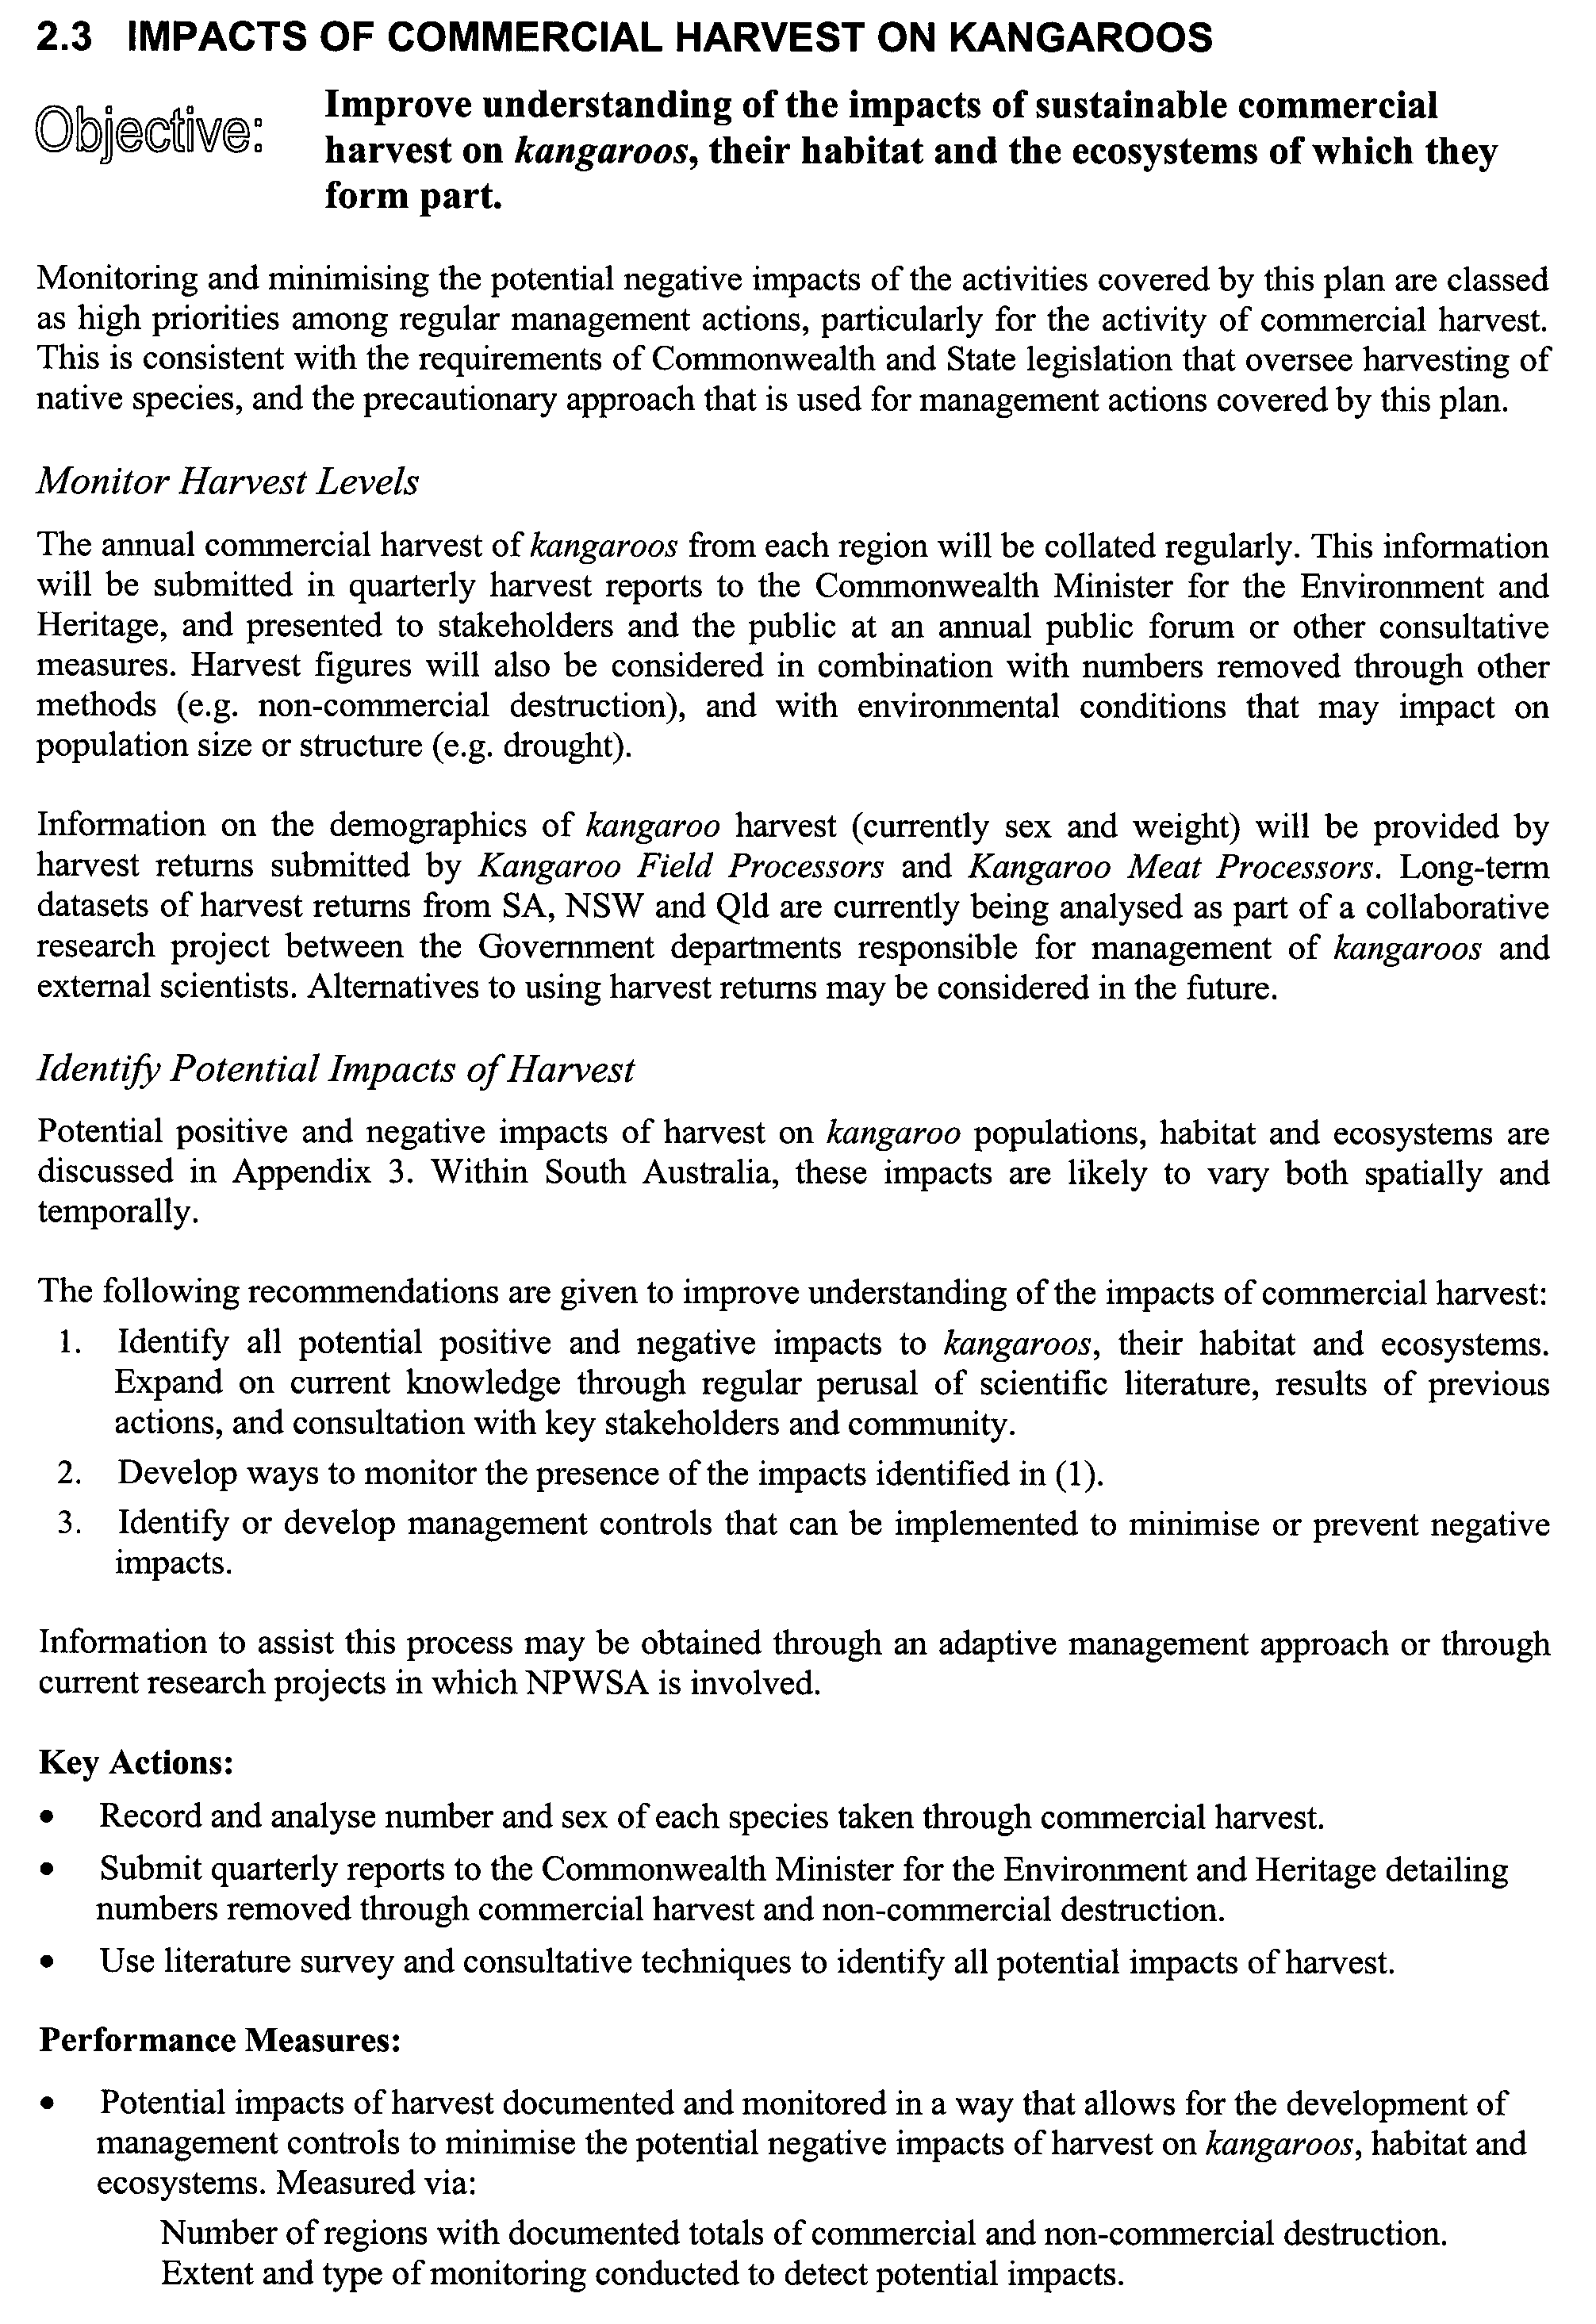 2.3 IMPACTS OF COMMERCIAL HARVEST ON KANGAROOS
Objective: Improve understanding of the impacts of sustainable commercial
harvest on kangaroos, their habitat and the ecosystems of which they
form part.
Monitoring and minimising the potential negative impacts of the activities covered by this plan are classed
as high priorities among regular management actions, particularly for the activity of commercial harvest.
This is consistent with the requirements of Commonwealth and State legislation that oversee harvesting of
native species, and the precautionary approach that is used for management actions covered by this plan.
Monitor Harvest Levels
The annual commercial harvest of kangaroos from each region will be collated regularly. This information
will be submitted in quarterly harvest reports to the Commonwealth Minister for the Environment and
Heritage, and presented to stakeholders and the public at an annual public forum or other consultative
measures. Harvest figures will also be considered in combination with numbers removed through other
methods (e.g. non-commercial destruction), and with environmental conditions that may impact on
population size or structure (e.g. drought).
Information on the demographics of kangaroo harvest (currently sex and weight) will be provided by
harvest returns submitted by Kangaroo Field Processors and Kangaroo Meat Processors. Long-term
datasets of harvest returns from SA, NSW and Qld are currently being analysed as part of a collaborative
research project between the Government departments responsible for management of kangaroos and
external scientists. Alternatives to using harvest returns may be considered in the future.
Identify Potential Impacts of Harvest
Potential positive and negative impacts of harvest on kangaroo populations, habitat and ecosystems are
discussed in Appendix 3. Within South Australia, these impacts are likely to vary both spatially and
temporally.
The following recommendations are given to improve understanding of the impacts of commercial harvest:
1. Identify all potential positive and negative impacts to kangaroos, their habitat and ecosystems.
Expand on current knowledge through regular perusal of scientific literature, results of previous
actions, and consultation with key stakeholders and community.
2. Develop ways to monitor the presence of the impacts identified in (1).
3. Identify or develop management controls that can be implemented to minimise or prevent negative
impacts.
Information to assist this process may be obtained through an adaptive management approach or through
current research projects in which NPWSA is involved.
Key Actions:
• Record and analyse number and sex of each species taken through commercial harvest.
• Submit quarterly reports to the Commonwealth Minister for the Environment and Heritage detailing
numbers removed through commercial harvest and non-commercial destruction.
• Use literature survey and consultative techniques to identify all potential impacts of harvest.
Performance Measures:
• Potential impacts of harvest documented and monitored in a way that allows for the development of
management controls to minimise the potential negative impacts of harvest on kangaroos, habitat and
ecosystems. Measured via:
Number of regions with documented totals of commercial and non-commercial destruction.
Extent and type of monitoring conducted to detect potential impacts.